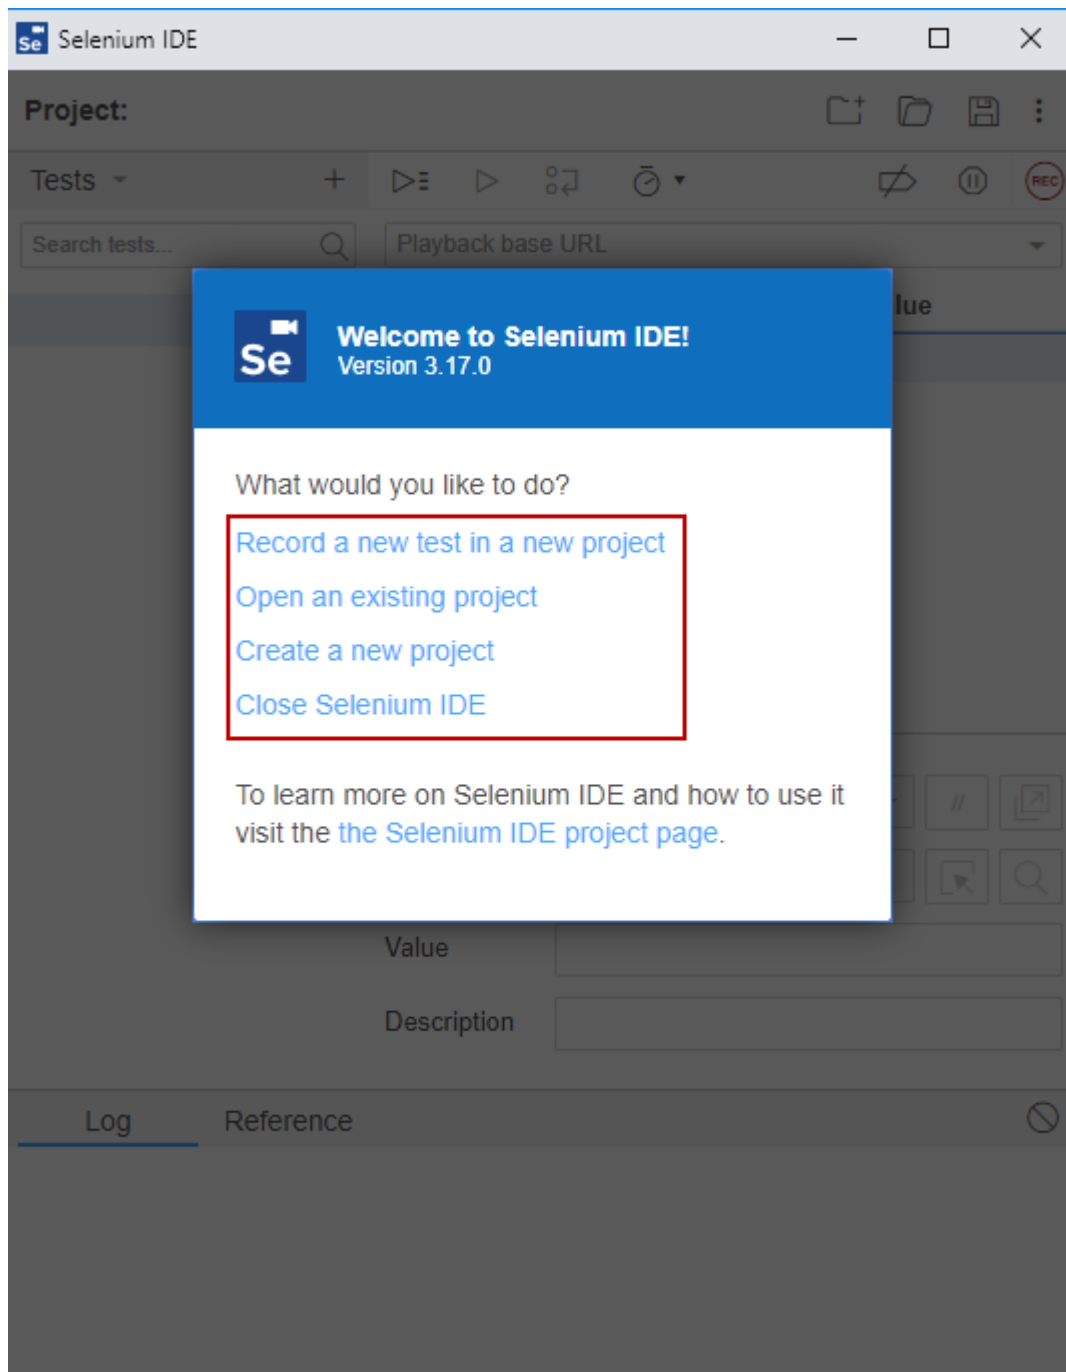 Se Selenium IDE
Project:
Tests
REC
Search tests...
Playback base URL
lue
Se
Welcome to Selenium IDE!
Version 3.17.0
What would you like to do?
Record a new test in a new project
Open an existing project
Create a new project
Close Selenium IDE
To learn more on Selenium IDE and how to use it
visit the the Selenium IDE project page.
//
Value
Description
Log Reference